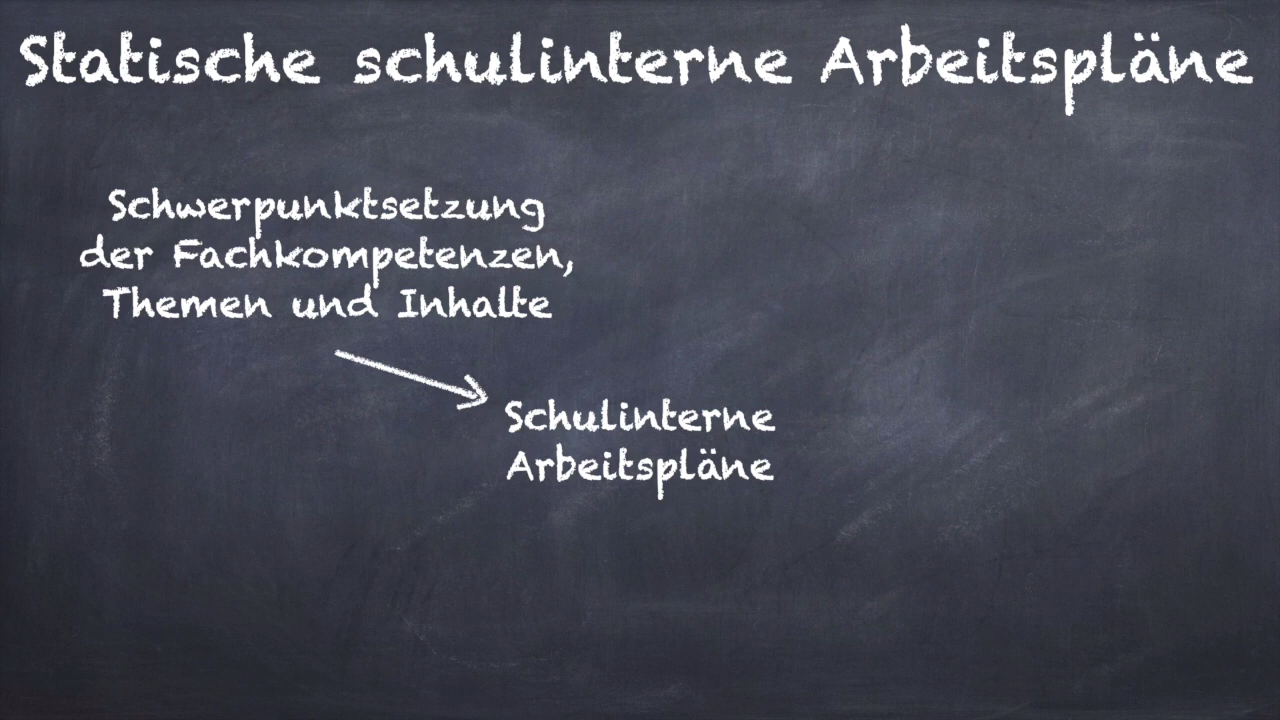 Statische schulinterne Arbeitspläne
Schwerpunktsetzung
der Fachkompetenzen,
Themen und Inhalte
Schulinterne
Arbeitspläne